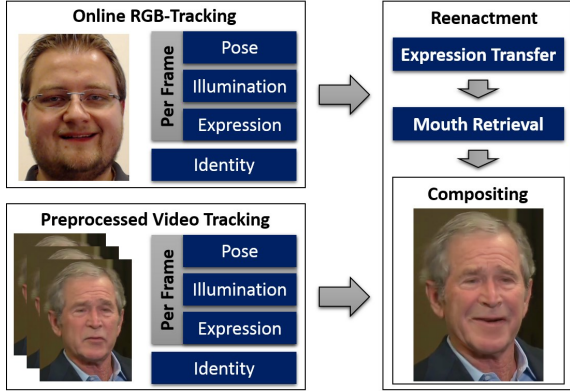 Online RGB-Tracking
Per Frame
Pose
Illumination
Expression
Identity
Preprocessed Video Tracking
Per Frame
Pose
Illumination
Expression
Identity
Reenactment
Expression Transfer
Mouth Retrieval
Compositing